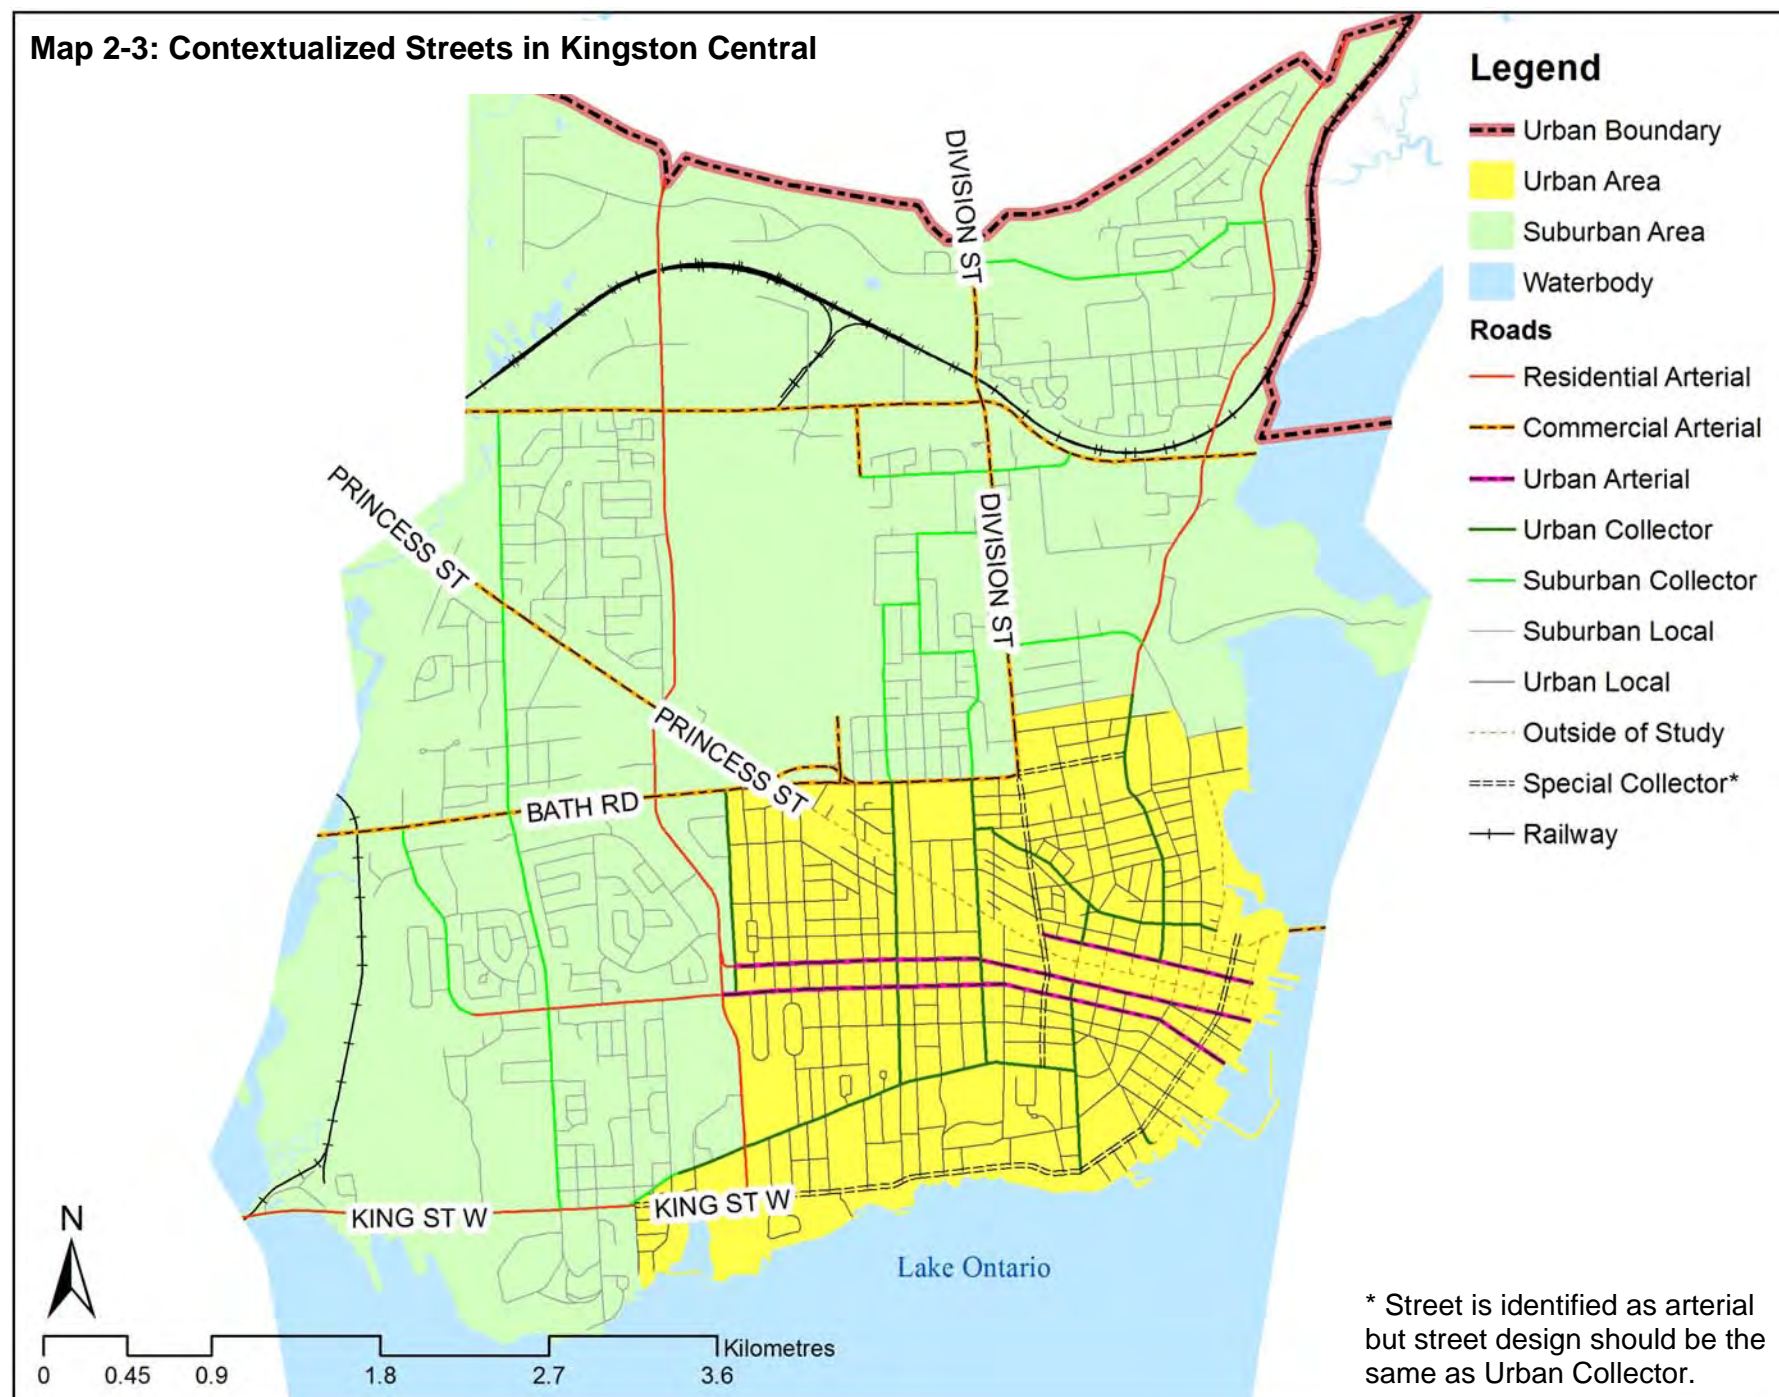 Map 2-3: Contextualized Streets in Kingston Central
DIVISION ST
PRINCESS ST
DIVISION ST
PRINCESS ST
BATH RD
KING ST W
KING ST W
Lake Ontario
N
Kilometres
0 0.45 0.9 1.8 2.7 3.6
Legend
Urban Boundary
Urban Area
Suburban Area
Waterbody
Roads
Residential Arterial
Commercial Arterial
Urban Arterial
Urban Collector
Suburban Collector
Suburban Local
Urban Local
Outside of Study
Special Collector*
Railway
* Street is identified as arterial
but street design should be the
same as Urban Collector.